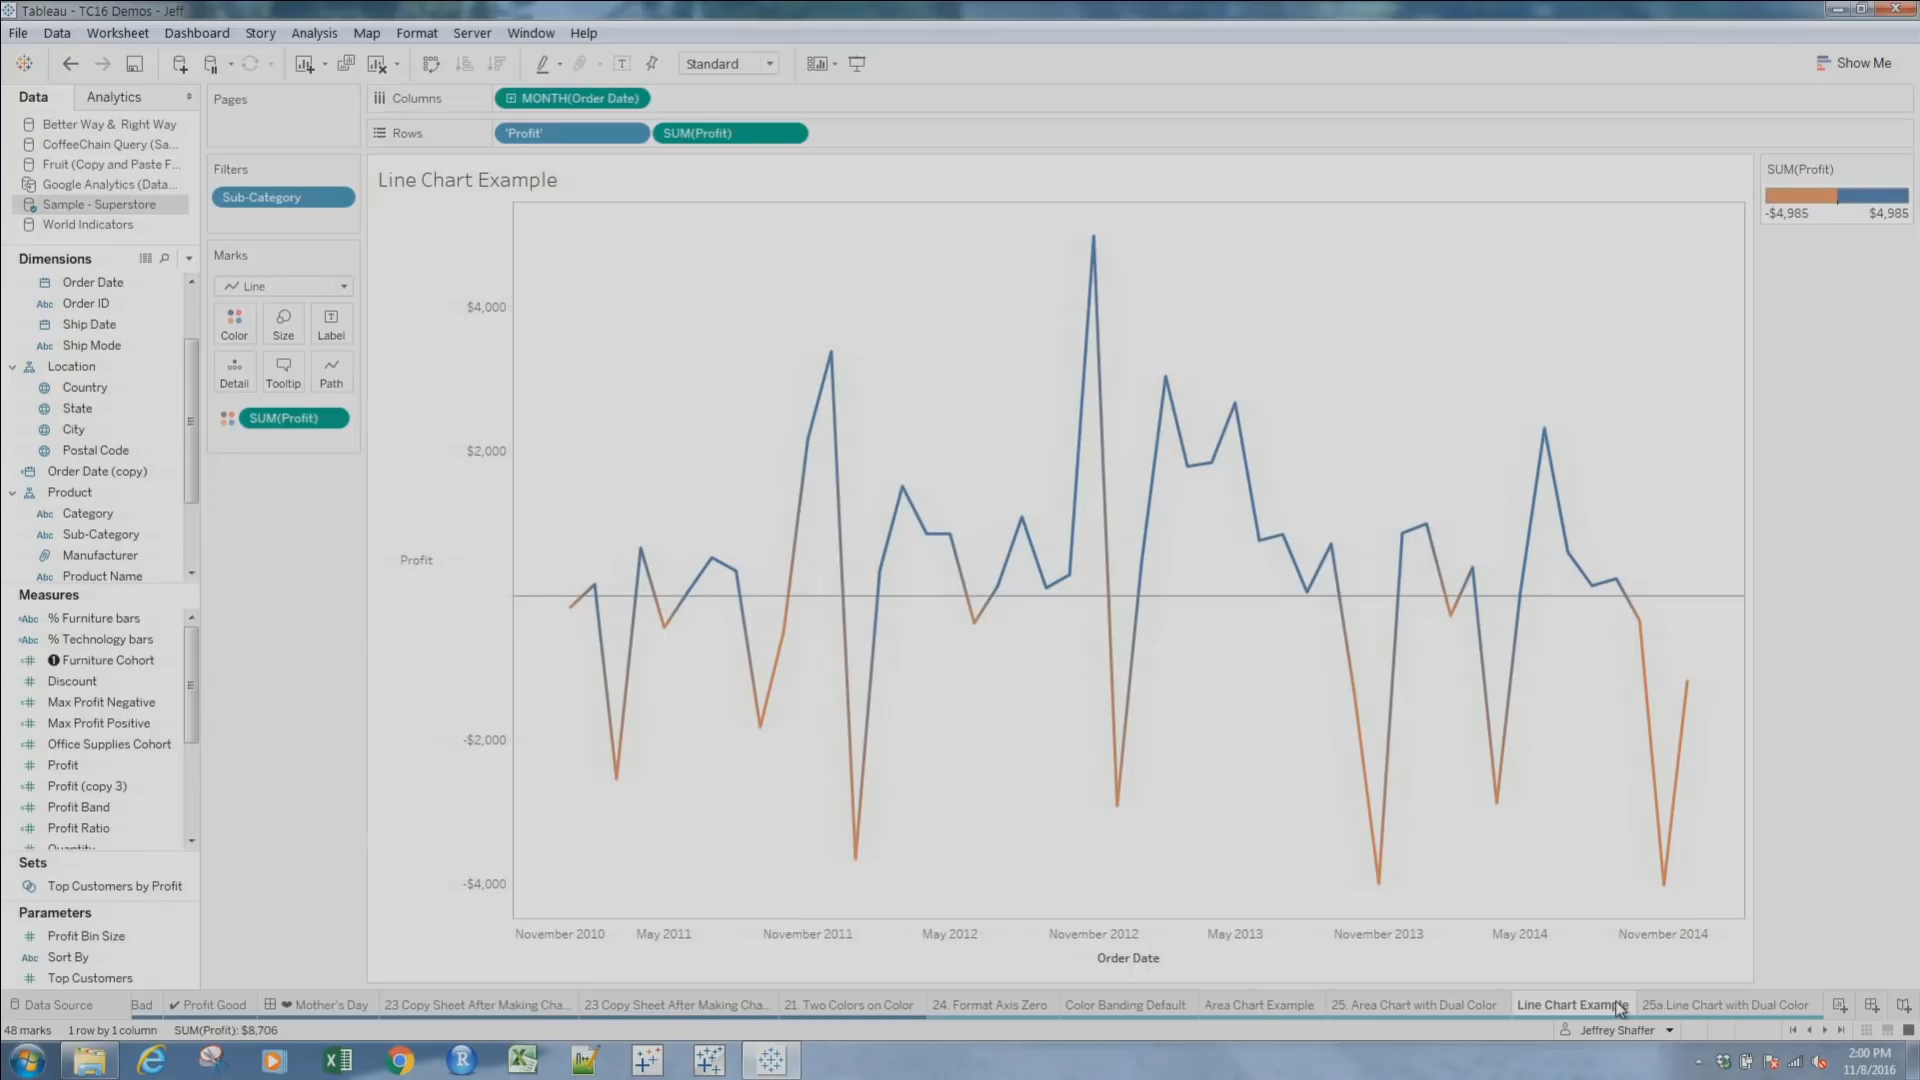 Tableau - TC16 Demos - Jeff
File Data Worksheet Dashboard Story Analysis Map Format Server Window Help
Standard
Show Me
Data Analytics
Better Way & Right Way
CoffeeChain Query (Sa...
Fruit (Copy and Paste F...
Google Analytics (Data...
Sample - Superstore
World Indicators
Dimensions
Order Date
Abc Order ID
Ship Date
Abc Ship Mode
Location
Country
State
City
Postal Code
Order Date (copy)
Product
Abc Category
Abc Sub-Category
Manufacturer
Abc Product Name
Measures
Abc % Furniture bars
Abc % Technology bars
# 1 Furniture Cohort
# Discount
# Max Profit Negative
# Max Profit Positive
# Office Supplies Cohort
# Profit
# Profit (copy 3)
# Profit Band
# Profit Ratio
# Quantity
Sets
Top Customers by Profit
Parameters
# Profit Bin Size
Abc Sort By
# Top Customers
Pages
Filters
Sub-Category
Marks
Line
Color Size Label
Detail Tooltip Path
SUM(Profit)
Columns MONTH(Order Date)
Rows 'Profit' SUM(Profit)
Line Chart Example
$4,000
$2,000
Profit
-$2,000
-$4,000
November 2010 May 2011 November 2011 May 2012 November 2012 May 2013 November 2013 May 2014 November 2014
Order Date
SUM(Profit)
-$4,985 $4,985
Data Source Bad ✔ Profit Good ❤ Mother's Day 23 Copy Sheet After Making Cha... 23 Copy Sheet After Making Cha... 21. Two Colors on Color 24. Format Axis Zero Color Banding Default Area Chart Example 25. Area Chart with Dual Color Line Chart Example 25a.Line Chart with Dual Color
48 marks 1 row by 1 column SUM(Profit): $8,706
Jeffrey Shaffer
2:00 PM
11/8/2016